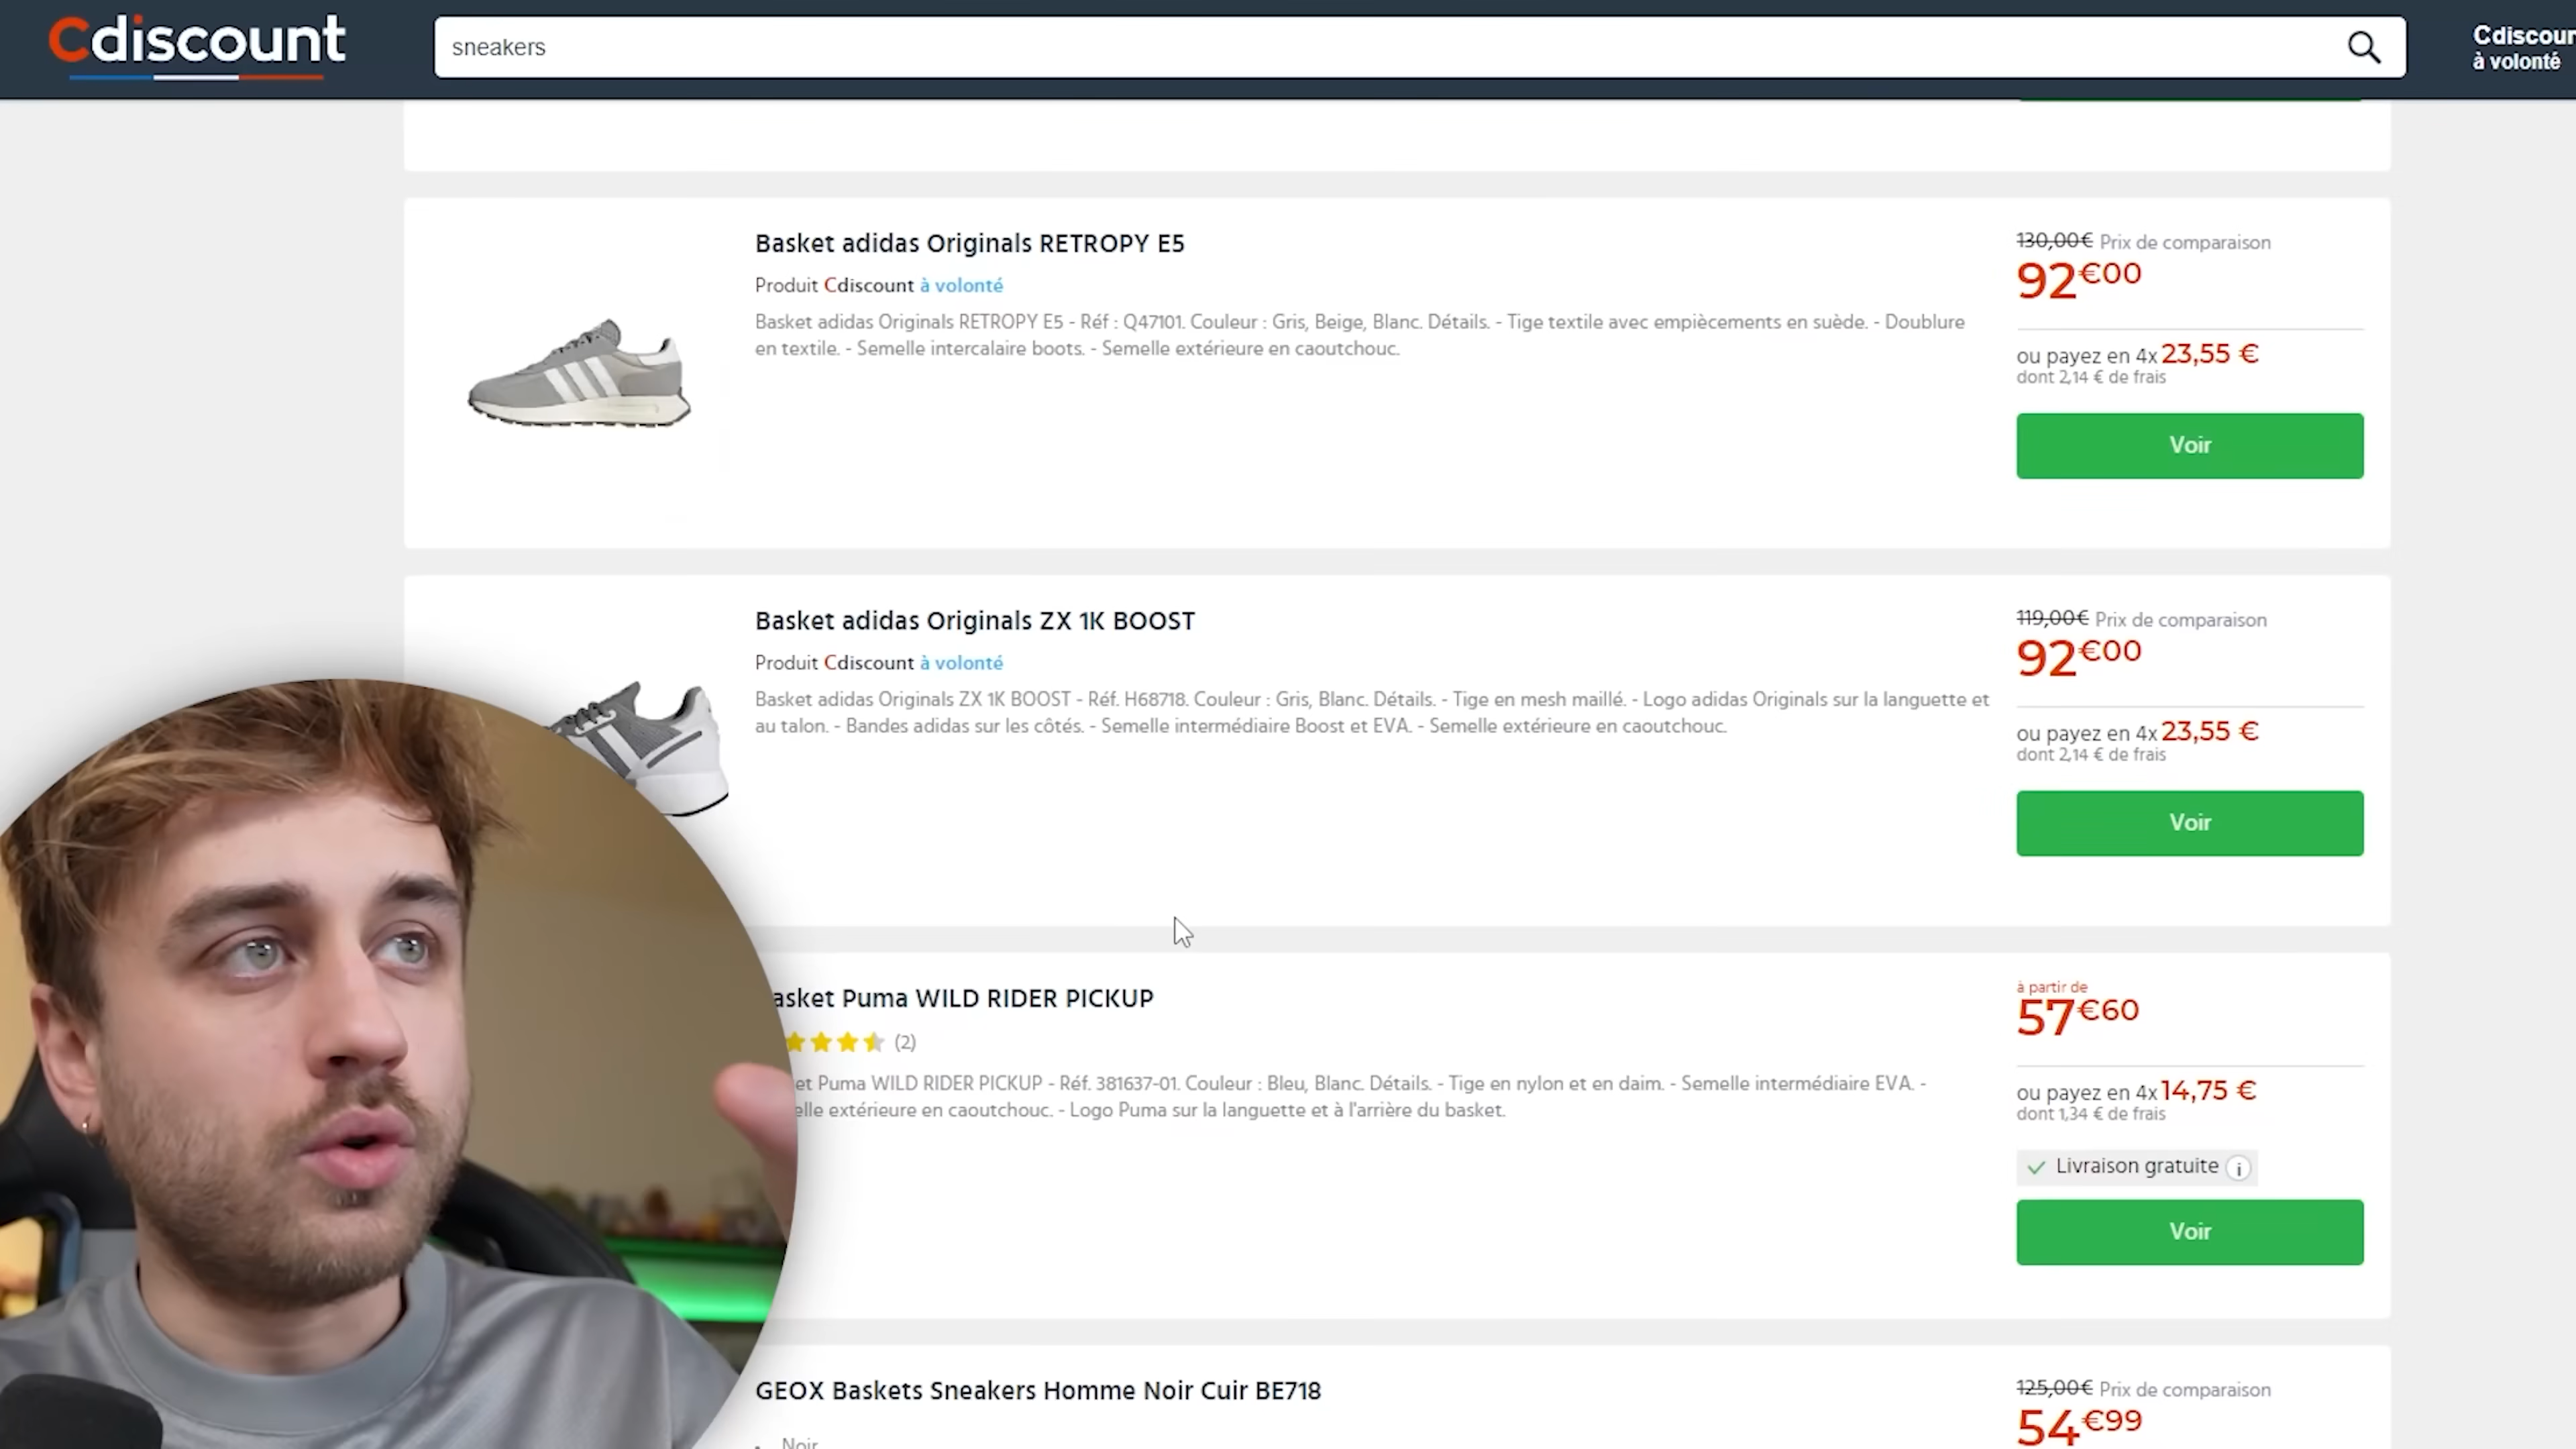 Cdiscount
sneakers
à volonté
Basket adidas Originals RETROPY E5
Produit Cdiscount à volonté
Basket adidas Originals RETROPY E5 - Réf : Q47101. Couleur : Gris, Beige, Blanc. Détails. - Tige textile avec empiècements en suède. - Doublure
en textile. - Semelle intercalaire boots. - Semelle extérieure en caoutchouc.
130,00€ Prix de comparaison
92€00
ou payez en 4x 23,55 €
dont 2,14 € de frais
Voir
Basket adidas Originals ZX 1K BOOST
Produit Cdiscount à volonté
Basket adidas Originals ZX 1K BOOST - Réf. H68718. Couleur : Gris, Blanc. Détails. - Tige en mesh maillé. - Logo adidas Originals sur la languette et
au talon. - Bandes adidas sur les côtés. - Semelle intermédiaire Boost et EVA. - Semelle extérieure en caoutchouc.
119,00€ Prix de comparaison
92€00
ou payez en 4x 23,55 €
dont 2,14 € de frais
Voir
Puma WILD RIDER PICKUP
(2)
Puma WILD RIDER PICKUP - Réf. 381637-01. Couleur : Bleu, Blanc. Détails. - Tige en nylon et en daim. - Semelle intermédiaire EVA. -
extérieure en caoutchouc. - Logo Puma sur la languette et à l'arrière du basket.
à partir de
57€60
ou payez en 4x 14,75 €
dont 1,34 € de frais
Livraison gratuite i
Voir
GEOX Baskets Sneakers Homme Noir Cuir BE718
Noir
125,00€ Prix de comparaison
54€99